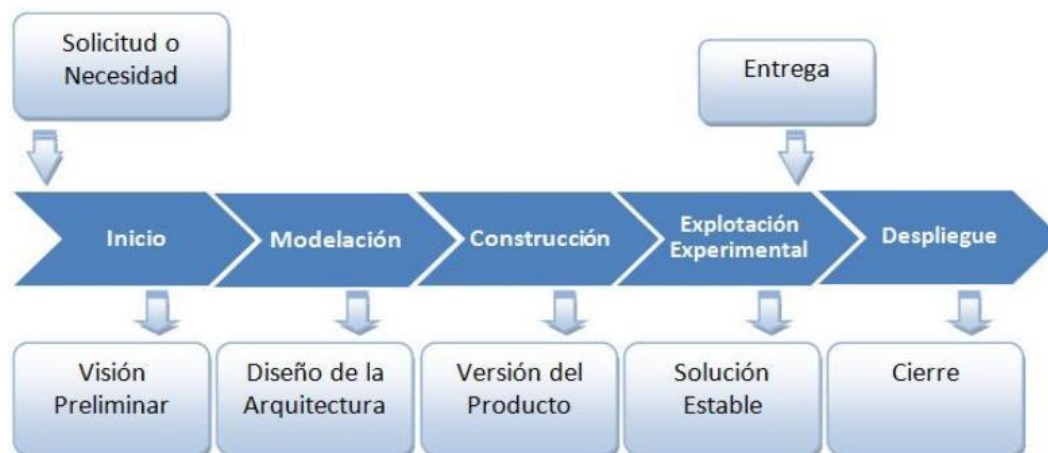 Solicitud o
Necesidad
Entrega
Inicio
Modelación
Construcción
Explotación
Experimental
Despliegue
Visión
Preliminar
Diseño de la
Arquitectura
Versión del
Producto
Solución
Estable
Cierre